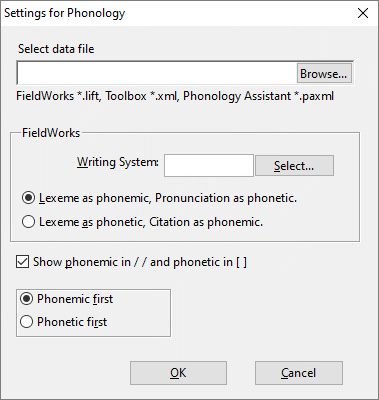 Settings for Phonology
Select data file
Browse...
FieldWorks *.lift, Toolbox *.xml, Phonology Assistant *.paxml
FieldWorks
Writing System:
Select...
Lexeme as phonemic, Pronunciation as phonetic.
Lexeme as phonetic, Citation as phonemic.
Show phonemic in / / and phonetic in [ ]
Phonemic first
Phonetic first
OK
Cancel